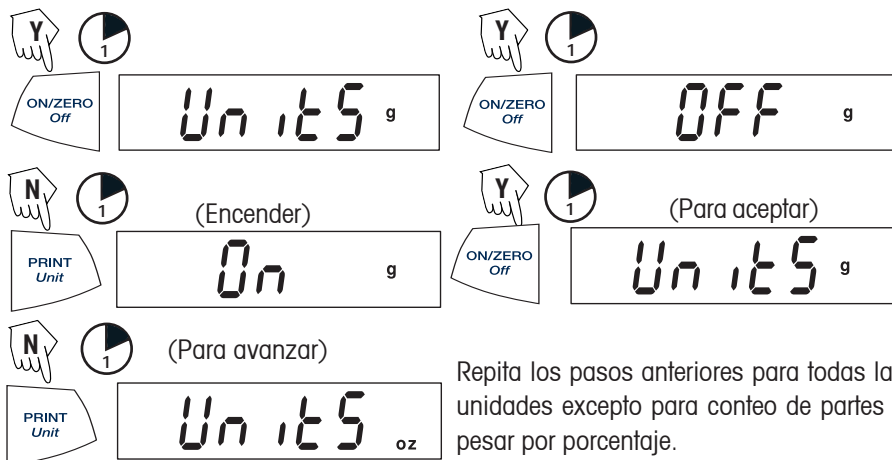 Y
1
ON/ZERO
Off
UnitS g
Y
1
ON/ZERO
Off
OFF g
N
1
(Encender)
PRINT
Unit
On g
Y
1
(Para aceptar)
ON/ZERO
Off
UnitS g
N
1
(Para avanzar)
PRINT
Unit
UnitS oz
Repita los pasos anteriores para todas la
unidades excepto para conteo de partes
pesar por porcentaje.